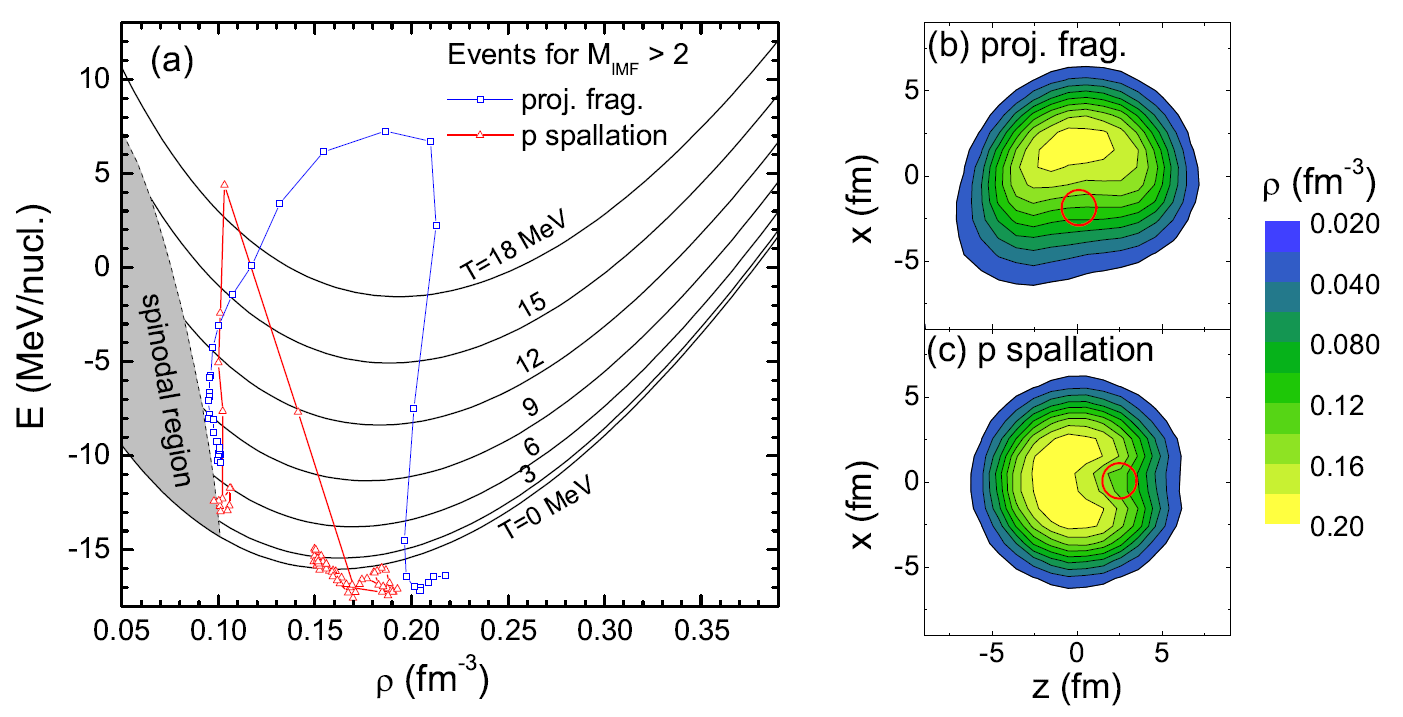 (a)
Events for M_IMF > 2
proj. frag.
p spallation
10
5
0
-5
-10
-15
E (MeV/nucl.)
spinodal region
T=18 MeV
15
12
9
6
3
T=0 MeV
0.05 0.10 0.15 0.20 0.25 0.30 0.35
ρ (fm⁻³)
(b) proj. frag.
5
0
-5
x (fm)
(c) p spallation
5
0
-5
x (fm)
-5 0 5
z (fm)
ρ (fm⁻³)
0.020
0.040
0.080
0.12
0.16
0.20